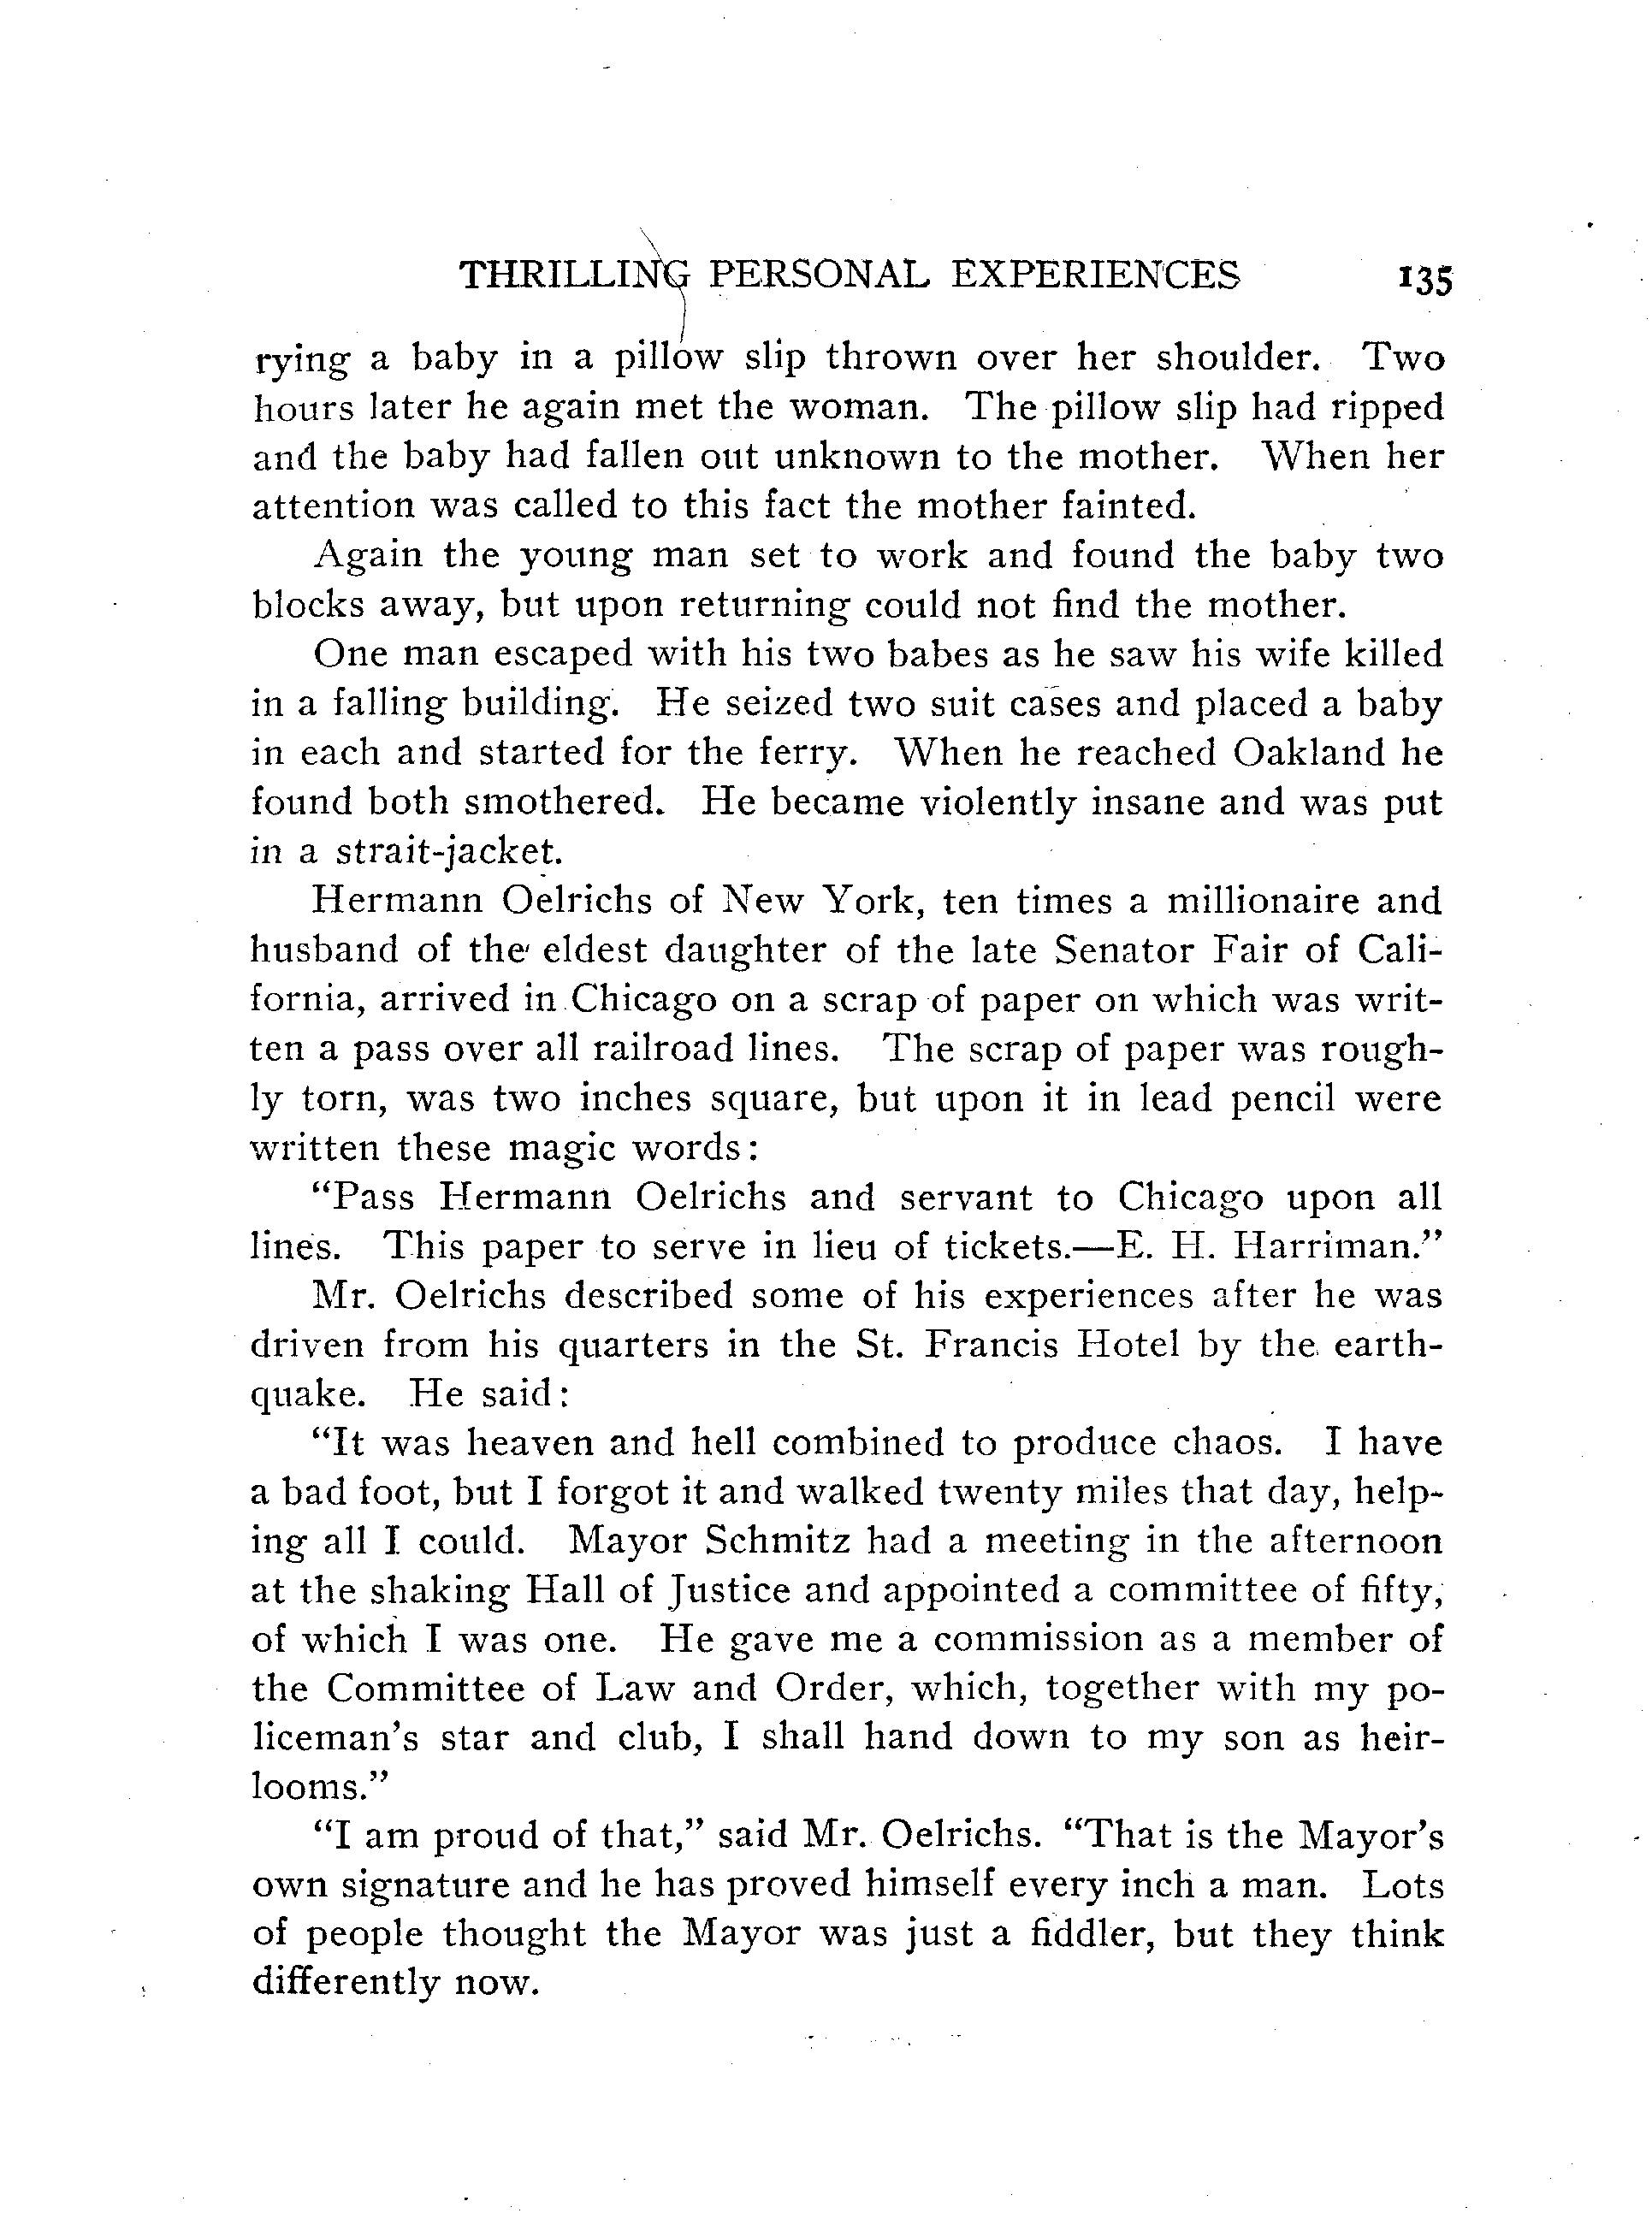 THRILLING PERSONAL EXPERIENCES 135
rying a baby in a pillow slip thrown over her shoulder. Two
hours later he again met the woman. The pillow slip had ripped
and the baby had fallen out unknown to the mother. When her
attention was called to this fact the mother fainted.
Again the young man set to work and found the baby two
blocks away, but upon returning could not find the mother.
One man escaped with his two babes as he saw his wife killed
in a falling building. He seized two suit cases and placed a baby
in each and started for the ferry. When he reached Oakland he
found both smothered. He became violently insane and was put
in a strait-jacket.
Hermann Oelrichs of New York, ten times a millionaire and
husband of the eldest daughter of the late Senator Fair of Cali-
fornia, arrived in Chicago on a scrap of paper on which was writ-
ten a pass over all railroad lines. The scrap of paper was rough-
ly torn, was two inches square, but upon it in lead pencil were
written these magic words:
"Pass Hermann Oelrichs and servant to Chicago upon all
lines. This paper to serve in lieu of tickets.—E. H. Harriman."
Mr. Oelrichs described some of his experiences after he was
driven from his quarters in the St. Francis Hotel by the earth-
quake. He said:
"It was heaven and hell combined to produce chaos. I have
a bad foot, but I forgot it and walked twenty miles that day, help-
ing all I could. Mayor Schmitz had a meeting in the afternoon
at the shaking Hall of Justice and appointed a committee of fifty,
of which I was one. He gave me a commission as a member of
the Committee of Law and Order, which, together with my po-
liceman's star and club, I shall hand down to my son as heir-
looms."
"I am proud of that," said Mr. Oelrichs. "That is the Mayor's
own signature and he has proved himself every inch a man. Lots
of people thought the Mayor was just a fiddler, but they think
differently now.